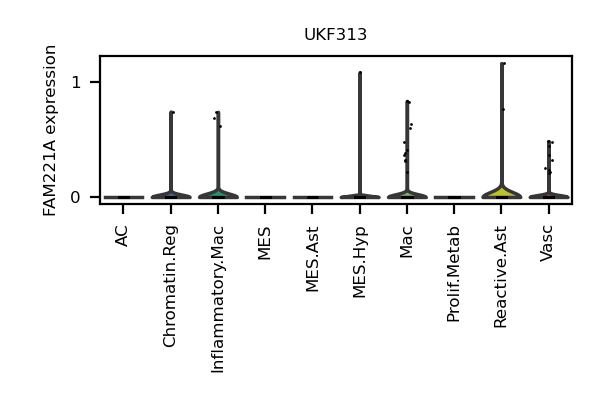 UKF313
FAM221A expression
1
0
AC
Chromatin.Reg
Inflammatory.Mac
MES
MES.Ast
MES.Hyp
Mac
Prolif.Metab
Reactive.Ast
Vasc